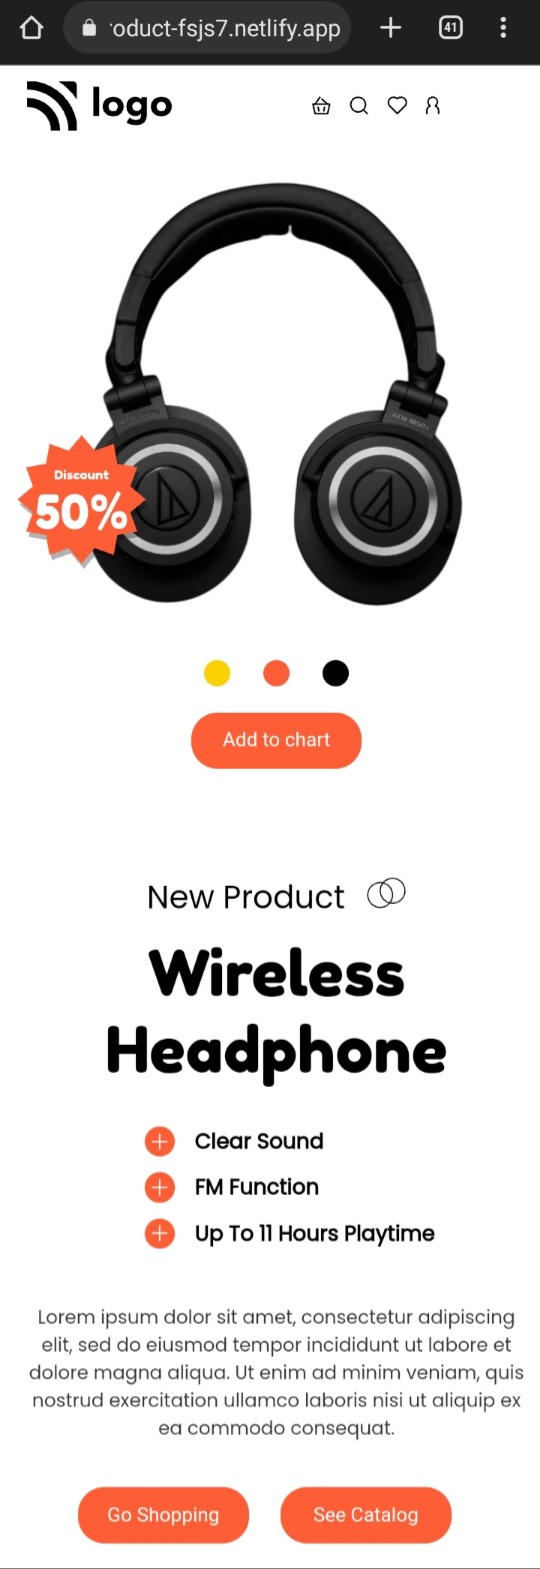 oduct-fsjs7.netlify.app
41
logo
Discount
50%
Add to chart
New Product
Wireless
Headphone
Clear Sound
FM Function
Up To 11 Hours Playtime
Lorem ipsum dolor sit amet, consectetur adipiscing
elit, sed do eiusmod tempor incididunt ut labore et
dolore magna aliqua. Ut enim ad minim veniam, quis
nostrud exercitation ullamco laboris nisi ut aliquip ex
ea commodo consequat.
Go Shopping
See Catalog